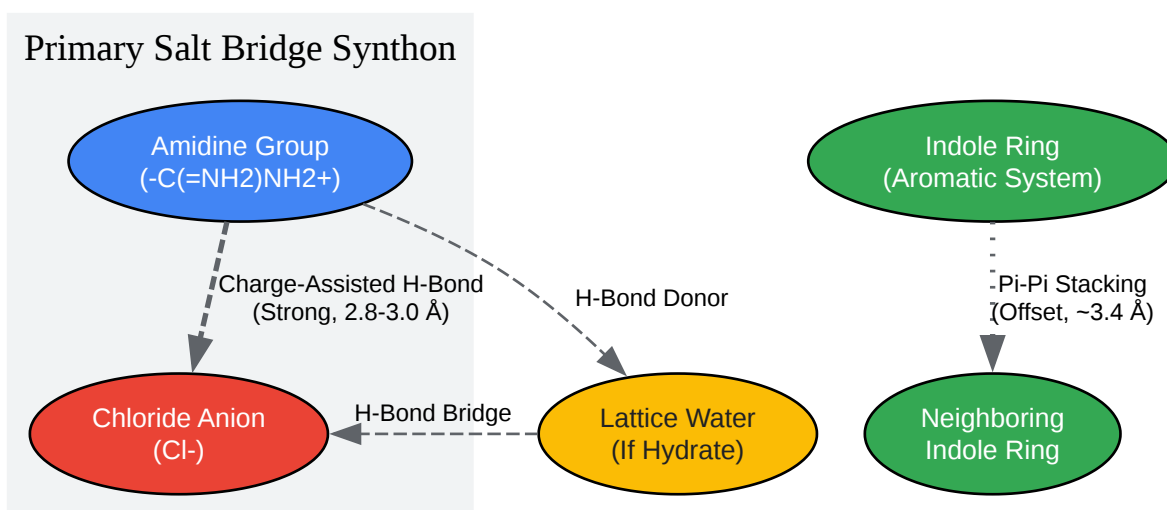 Primary Salt Bridge Synthon
Amidine Group
(-C(=NH2)NH2+)
Indole Ring
(Aromatic System)
Charge-Assisted H-Bond
(Strong, 2.8-3.0 Å)
H-Bond Donor
Pi-Pi Stacking
(Offset, ~3.4 Å)
Chloride Anion
(Cl-)
H-Bond Bridge
Lattice Water
(If Hydrate)
Neighboring
Indole Ring